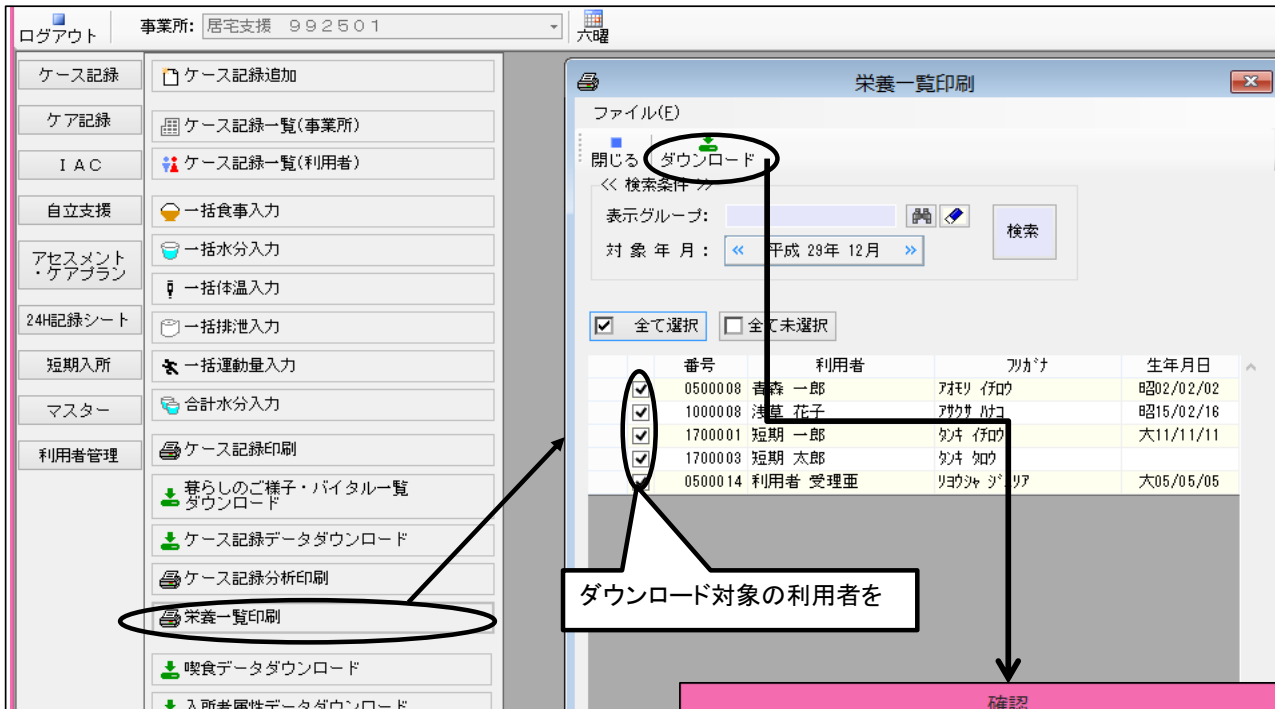 ログアウト
事業所: 居宅支援 992501
六曜
ケース記録
ケア記録
IAC
自立支援
アセスメント
・ケアプラン
24H記録シート
短期入所
マスター
利用者管理
ケース記録追加
ケース記録一覧(事業所)
ケース記録一覧(利用者)
一括食事入力
一括水分入力
一括体温入力
一括排泄入力
一括運動量入力
合計水分入力
ケース記録印刷
暮らしのご様子・バイタル一覧
ダウンロード
ケース記録データダウンロード
ケース記録分析印刷
栄養一覧印刷
喫食データダウンロード
入所者属性データダウンロード
栄養一覧印刷
ファイル(F)
閉じる ダウンロード
<< 検索条件 >>
表示グループ:
検索
対象年月: << 平成 29年 12月 >>
全て選択 全て未選択
番号 利用者 フリガナ 生年月日
0500008 青森 一郎 アオモリ イチロウ 昭02/02/02
1000008 浅草 花子 アサクサ ハナコ 昭15/02/16
1700001 短期 一郎 タンキ イチロウ 大11/11/11
1700003 短期 太郎 タンキ タロウ
0500014 利用者 受理亜 リヨウシャ 大05/05/05
ダウンロード対象の利用者を
確認